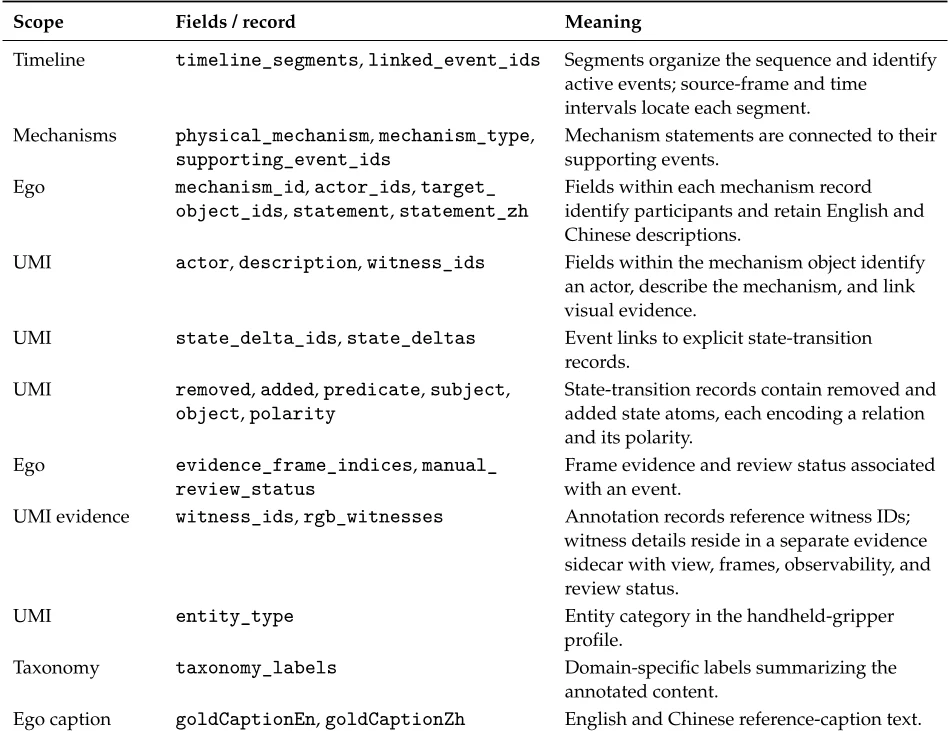 Scope Fields / record Meaning
Timeline timeline_segments, linked_event_ids Segments organize the sequence and identify
active events; source-frame and time
intervals locate each segment.
Mechanisms physical_mechanism, mechanism_type, Mechanism statements are connected to their
supporting_event_ids supporting events.
Ego mechanism_id, actor_ids, target_ Fields within each mechanism record
object_ids, statement, statement_zh identify participants and retain English and
Chinese descriptions.
UMI actor, description, witness_ids Fields within the mechanism object identify
an actor, describe the mechanism, and link
visual evidence.
UMI state_delta_ids, state_deltas Event links to explicit state-transition
records.
UMI removed, added, predicate, subject, State-transition records contain removed and
object, polarity added state atoms, each encoding a relation
and its polarity.
Ego evidence_frame_indices, manual_ Frame evidence and review status associated
review_status with an event.
UMI evidence witness_ids, rgb_witnesses Annotation records reference witness IDs;
witness details reside in a separate evidence
sidecar with view, frames, observability, and
review status.
UMI entity_type Entity category in the handheld-gripper
profile.
Taxonomy taxonomy_labels Domain-specific labels summarizing the
annotated content.
Ego caption goldCaptionEn, goldCaptionZh English and Chinese reference-caption text.